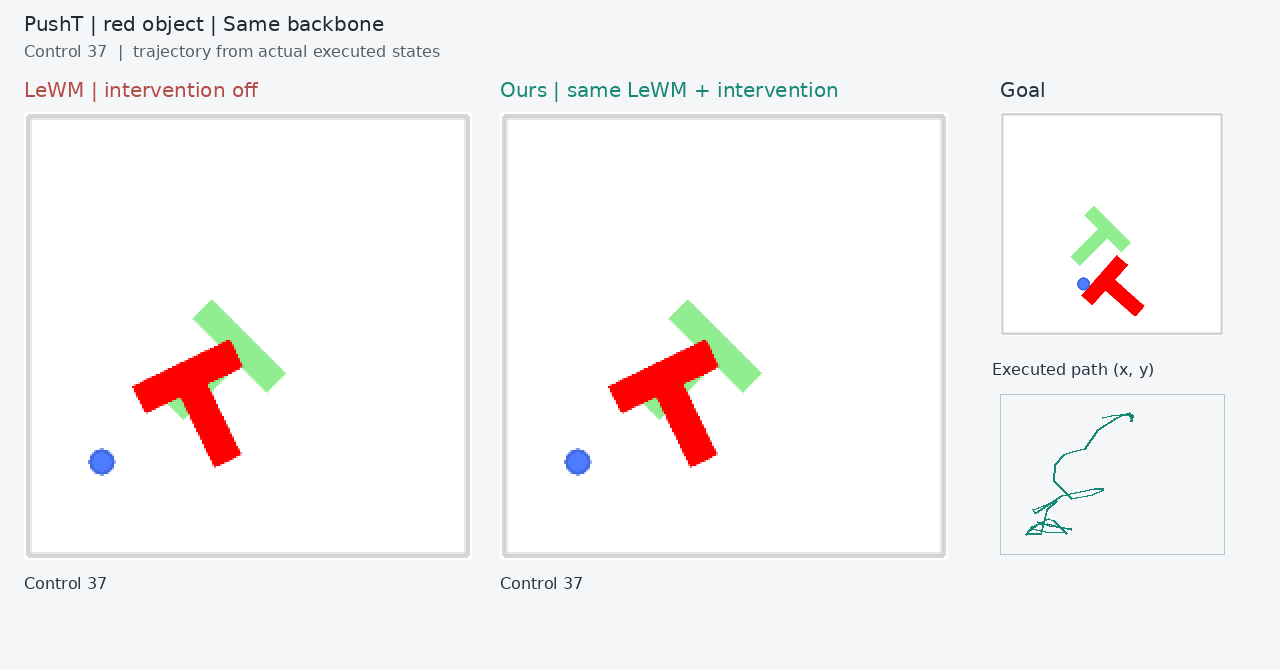 PushT | red object | Same backbone
Control 37 | trajectory from actual executed states
LeWM | intervention off
Ours | same LeWM + intervention
Goal
Executed path (x, y)
Control 37
Control 37